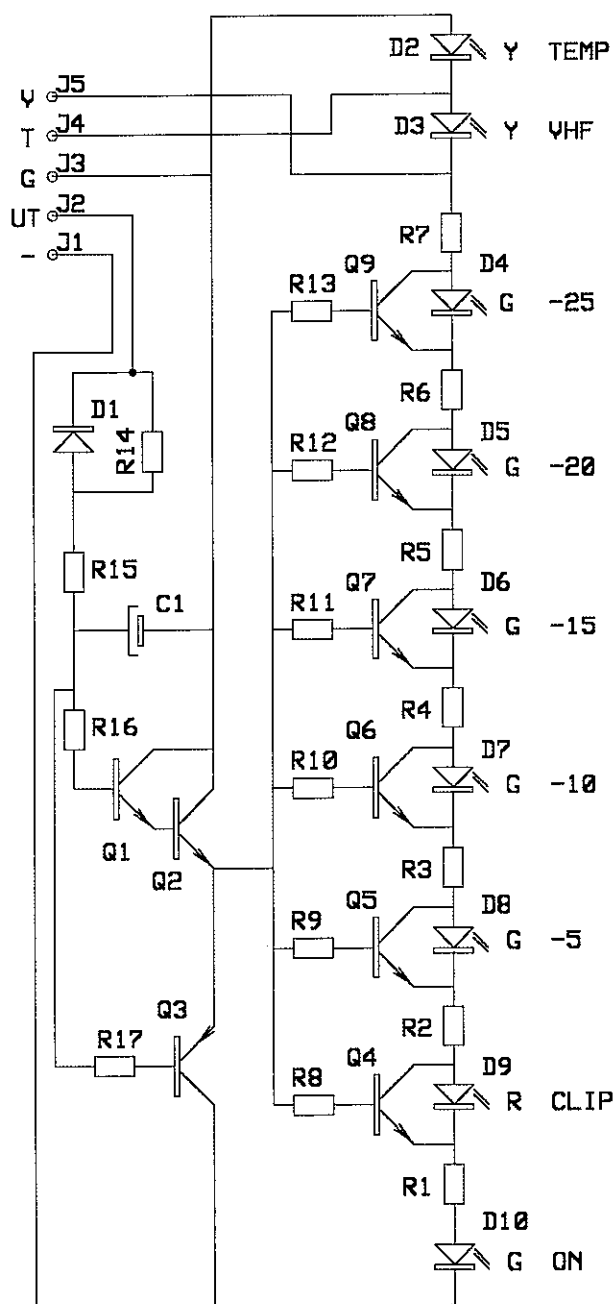 D2 Y TEMP
V J5
T J4
D3 Y VHF
G J3
UT J2
- J1
R7
Q9 D4
R13 G -25
R6
D1 R14
Q8 D5
R12 G -20
R5
R15
C1
Q7 D6
R11 G -15
R4
R16
Q6 D7
R10 G -10
Q1
Q2
R3
Q5 D8
R9 G -5
R2
Q3
R17
Q4 D9
R8 R CLIP
R1
D10
G ON